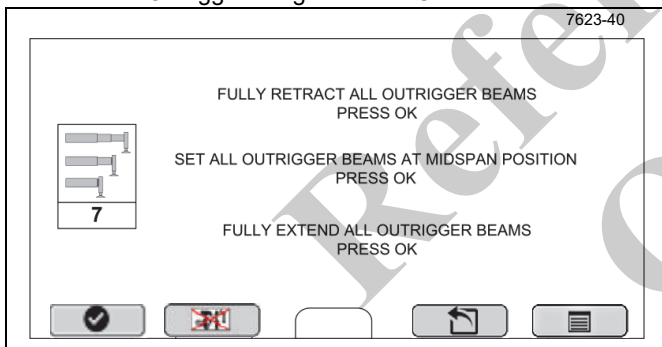 7623-40
FULLY RETRACT ALL OUTRIGGER BEAMS
PRESS OK
SET ALL OUTRIGGER BEAMS AT MIDSPAN POSITION
PRESS OK
7
FULLY EXTEND ALL OUTRIGGER BEAMS
PRESS OK